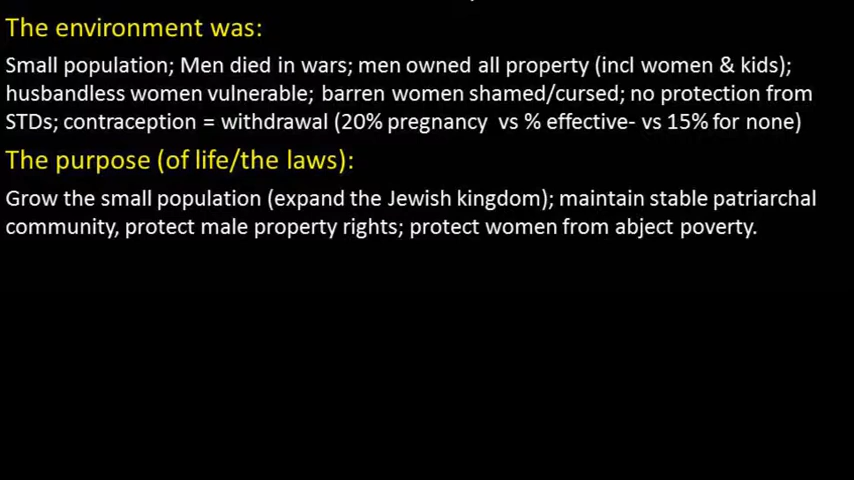 The environment was:
Small population; Men died in wars; men owned all property (incl women & kids);
husbandless women vulnerable; barren women shamed/cursed; no protection from
STDs; contraception = withdrawal (20% pregnancy vs % effective- vs 15% for none)
The purpose (of life/the laws):
Grow the small population (expand the Jewish kingdom); maintain stable patriarchal
community, protect male property rights; protect women from abject poverty.